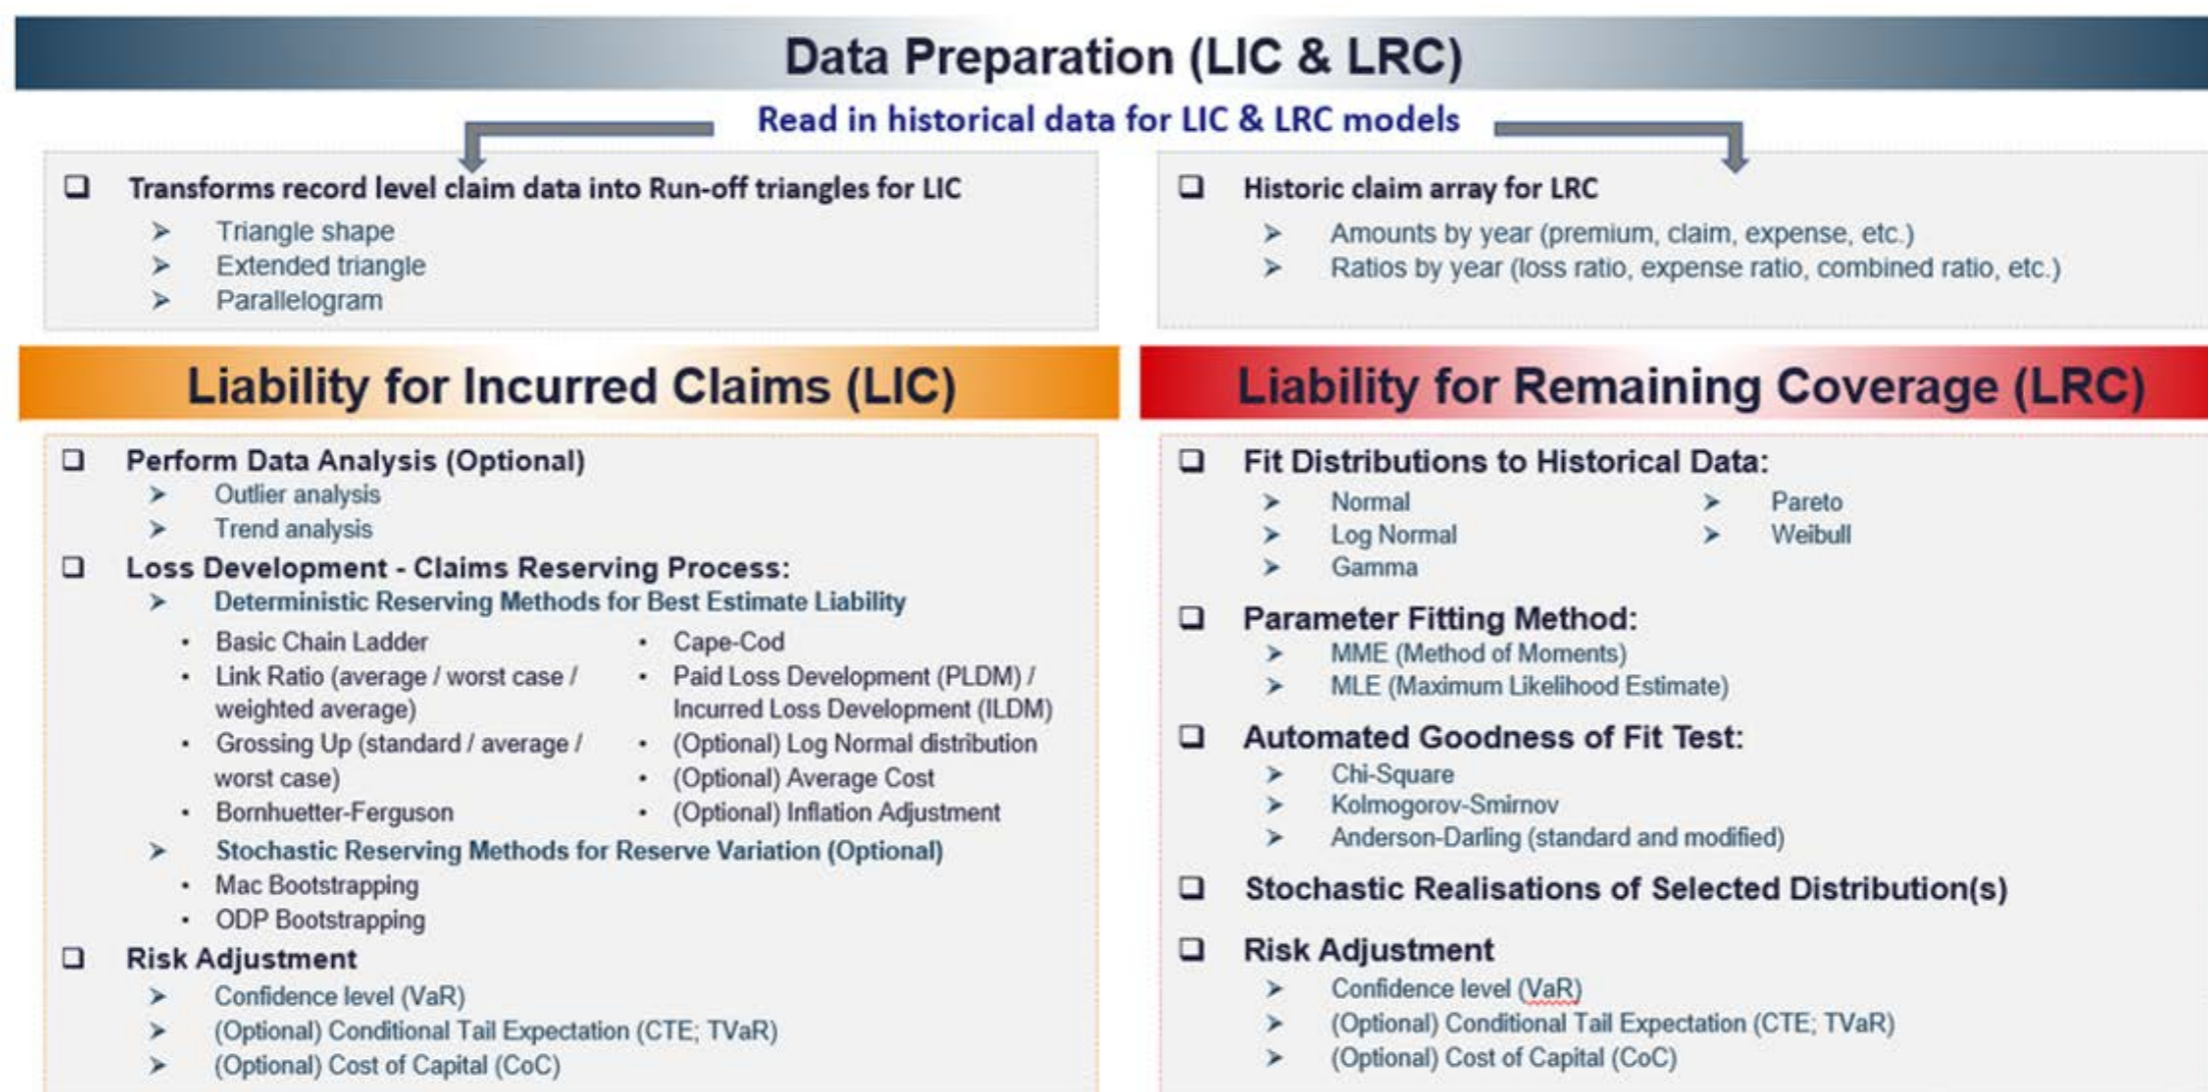 Data Preparation (LIC & LRC)
Read in historical data for LIC & LRC models
Transforms record level claim data into Run-off triangles for LIC
Triangle shape
Extended triangle
Parallelogram
Historic claim array for LRC
Amounts by year (premium, claim, expense, etc.)
Ratios by year (loss ratio, expense ratio, combined ratio, etc.)
Liability for Incurred Claims (LIC)
Perform Data Analysis (Optional)
Outlier analysis
Trend analysis
Loss Development - Claims Reserving Process:
Deterministic Reserving Methods for Best Estimate Liability
Basic Chain Ladder
Link Ratio (average / worst case /
weighted average)
Grossing Up (standard / average /
worst case)
Bornhuetter-Ferguson
Cape-Cod
Paid Loss Development (PLDM) /
Incurred Loss Development (ILDM)
(Optional) Log Normal distribution
(Optional) Average Cost
(Optional) Inflation Adjustment
Stochastic Reserving Methods for Reserve Variation (Optional)
Mac Bootstrapping
ODP Bootstrapping
Risk Adjustment
Confidence level (VaR)
(Optional) Conditional Tail Expectation (CTE; TVaR)
(Optional) Cost of Capital (CoC)
Liability for Remaining Coverage (LRC)
Fit Distributions to Historical Data:
Normal
Log Normal
Gamma
Pareto
Weibull
Parameter Fitting Method:
MME (Method of Moments)
MLE (Maximum Likelihood Estimate)
Automated Goodness of Fit Test:
Chi-Square
Kolmogorov-Smirnov
Anderson-Darling (standard and modified)
Stochastic Realisations of Selected Distribution(s)
Risk Adjustment
Confidence level (VaR)
(Optional) Conditional Tail Expectation (CTE; TVaR)
(Optional) Cost of Capital (CoC)